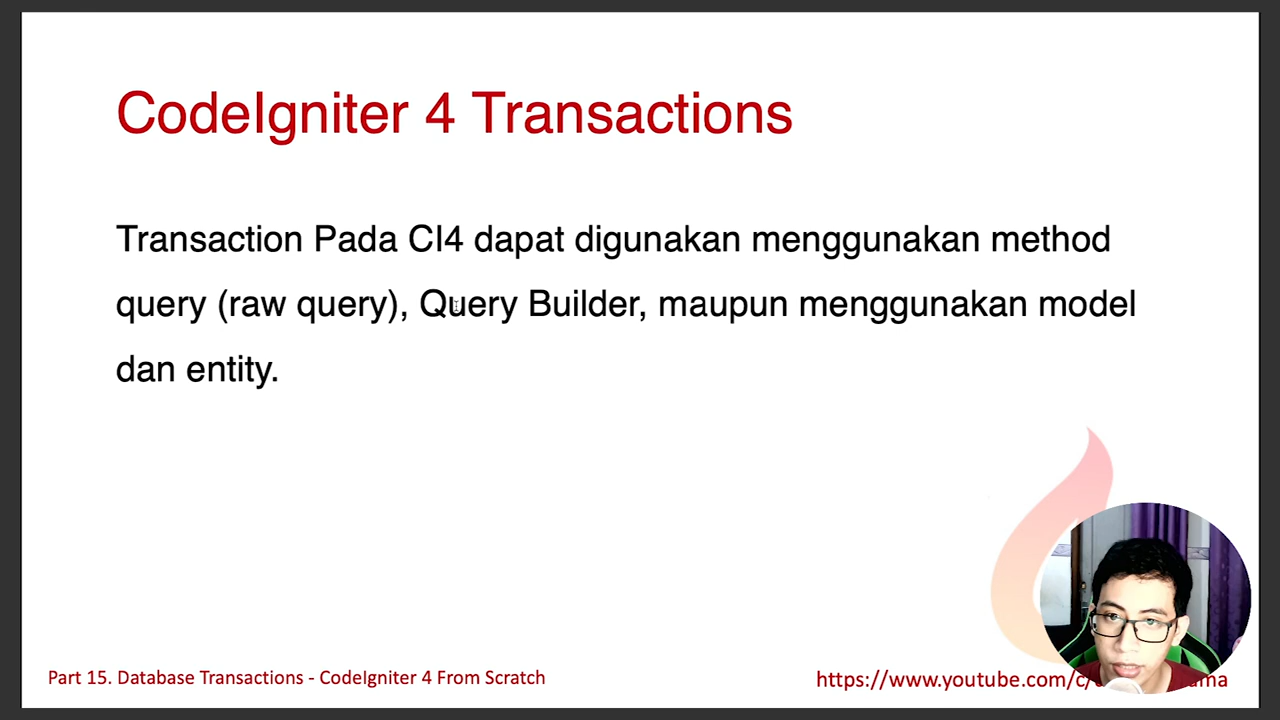 CodeIgniter 4 Transactions
Transaction Pada CI4 dapat digunakan menggunakan method
query (raw query), Query Builder, maupun menggunakan model
dan entity.
Part 15. Database Transactions - CodeIgniter 4 From Scratch
https://www.youtube.com/c/